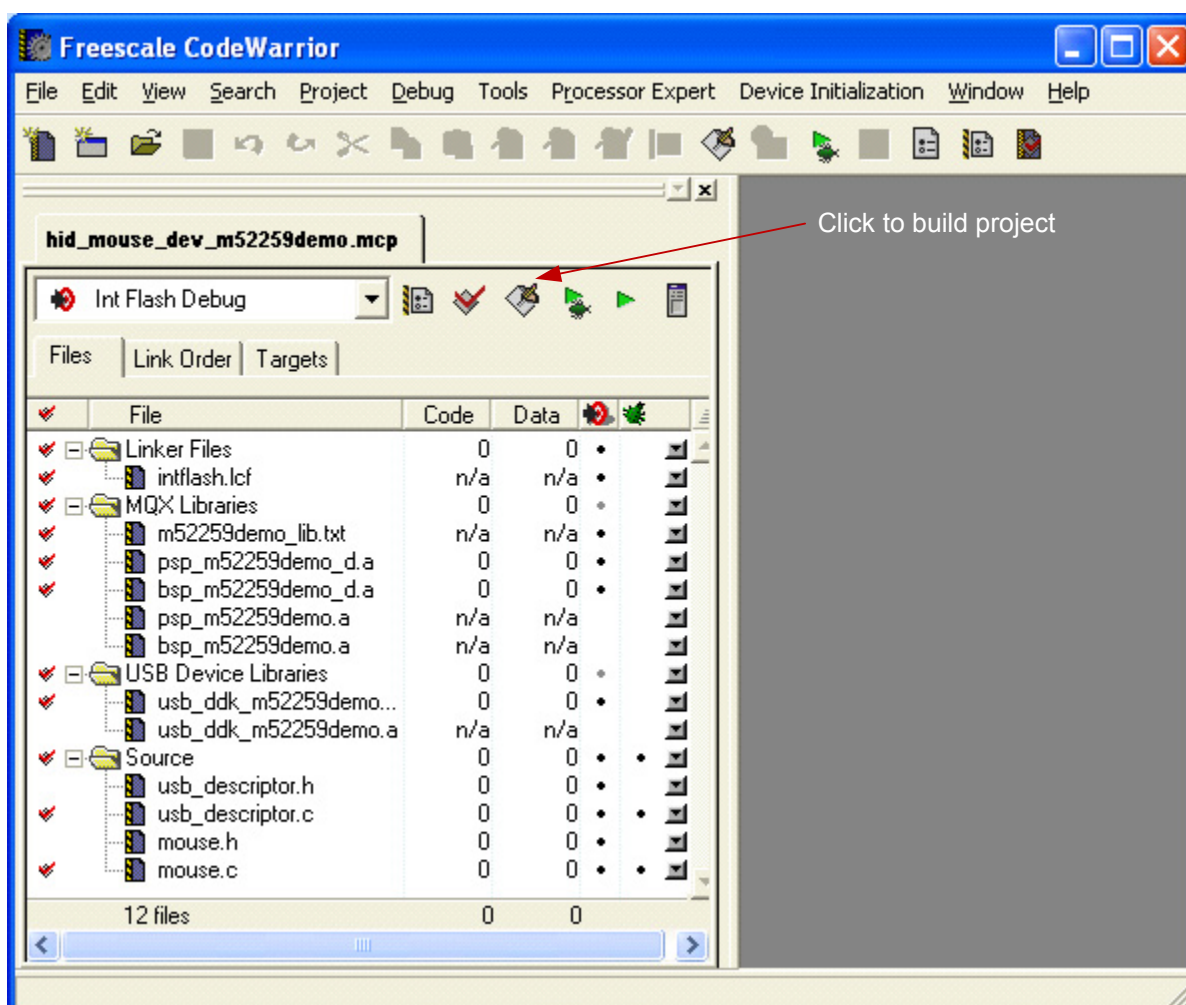 Freescale CodeWarrior
File Edit View Search Project Debug Tools Processor Expert Device Initialization Window Help
Click to build project
hid_mouse_dev_m52259demo.mcp
Int Flash Debug
Files Link Order Targets
File Code Data
Linker Files 0 0
intflash.lcf n/a n/a
MQX Libraries 0 0
m52259demo_lib.txt n/a n/a
psp_m52259demo_d.a 0 0
bsp_m52259demo_d.a 0 0
psp_m52259demo.a n/a n/a
bsp_m52259demo.a n/a n/a
USB Device Libraries 0 0
usb_ddk_m52259demo... 0 0
usb_ddk_m52259demo.a n/a n/a
Source 0 0
usb_descriptor.h 0 0
usb_descriptor.c 0 0
mouse.h 0 0
mouse.c 0 0
12 files 0 0